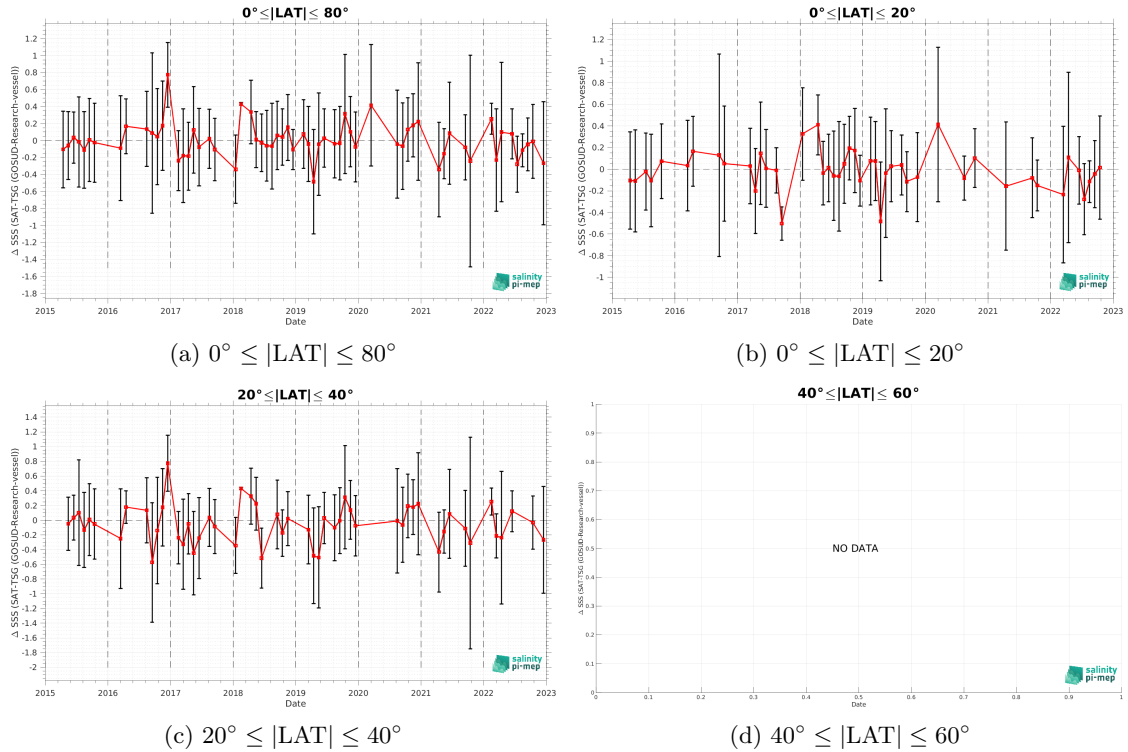 0°≤|LAT|≤ 80°
Δ SSS (SAT-TSG (GOSUD-Research-vessel))
1.2
1
0.8
0.6
0.4
0.2
0
-0.2
-0.4
-0.6
-0.8
-1
-1.2
-1.4
-1.6
-1.8
2015 2016 2017 2018 2019 2020 2021 2022 2023
Date
salinity
pi-mep
(a) 0° ≤ |LAT| ≤ 80°
0°≤|LAT|≤ 20°
Δ SSS (SAT-TSG (GOSUD-Research-vessel))
1.2
1
0.8
0.6
0.4
0.2
0
-0.2
-0.4
-0.6
-0.8
-1
2015 2016 2017 2018 2019 2020 2021 2022 2023
Date
salinity
pi-mep
(b) 0° ≤ |LAT| ≤ 20°
20°≤|LAT|≤ 40°
Δ SSS (SAT-TSG (GOSUD-Research-vessel))
1.4
1.2
1
0.8
0.6
0.4
0.2
0
-0.2
-0.4
-0.6
-0.8
-1
-1.2
-1.4
-1.6
-1.8
-2
2015 2016 2017 2018 2019 2020 2021 2022 2023
Date
salinity
pi-mep
(c) 20° ≤ |LAT| ≤ 40°
40°≤|LAT|≤ 60°
Δ SSS (SAT-TSG (GOSUD-Research-vessel))
1
0.9
0.8
0.7
0.6
0.5
0.4
0.3
0.2
0.1
0
NO DATA
0 0.1 0.2 0.3 0.4 0.5 0.6 0.7 0.8 0.9 1
Date
salinity
pi-mep
(d) 40° ≤ |LAT| ≤ 60°